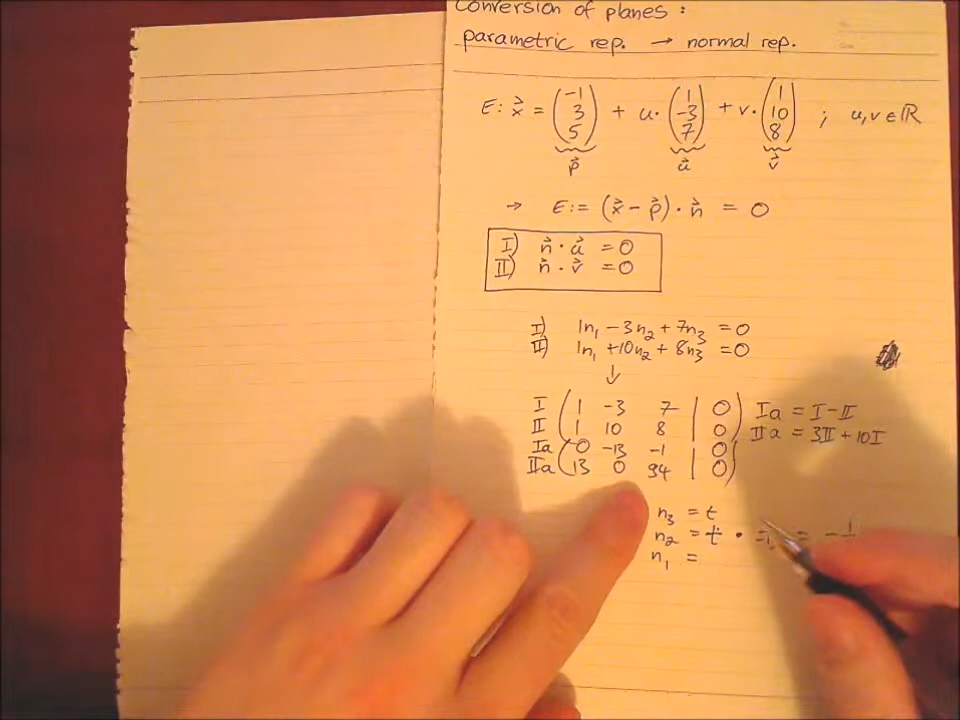 Conversion of planes :
parametric rep. → normal rep.
E: x⃗ = (-1 3 5) + u · (1 -3 7) + v · (1 10 8) ; u,v ∈ ℝ
p⃗ u⃗ v⃗
→ E:= (x⃗ - p⃗) · n⃗ = 0
I) n⃗ · u⃗ = 0
II) n⃗ · v⃗ = 0
I) 1n₁ - 3n₂ + 7n₃ = 0
II) 1n₁ + 10n₂ + 8n₃ = 0
↓
I ( 1 -3 7 | 0 ) Ia = I - II
II ( 1 10 8 | 0 ) IIa = 3II + 10I
Ia ( 0 -13 -1 | 0 )
IIa ( 13 0 94 | 0 )
n₃ = t
n₂ = t ·
n₁ =